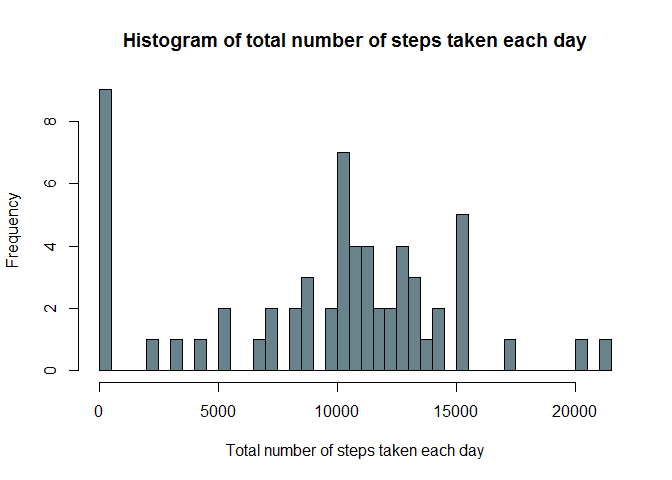 Histogram of total number of steps taken each day
Frequency
8
6
4
2
0
0 5000 10000 15000 20000
Total number of steps taken each day